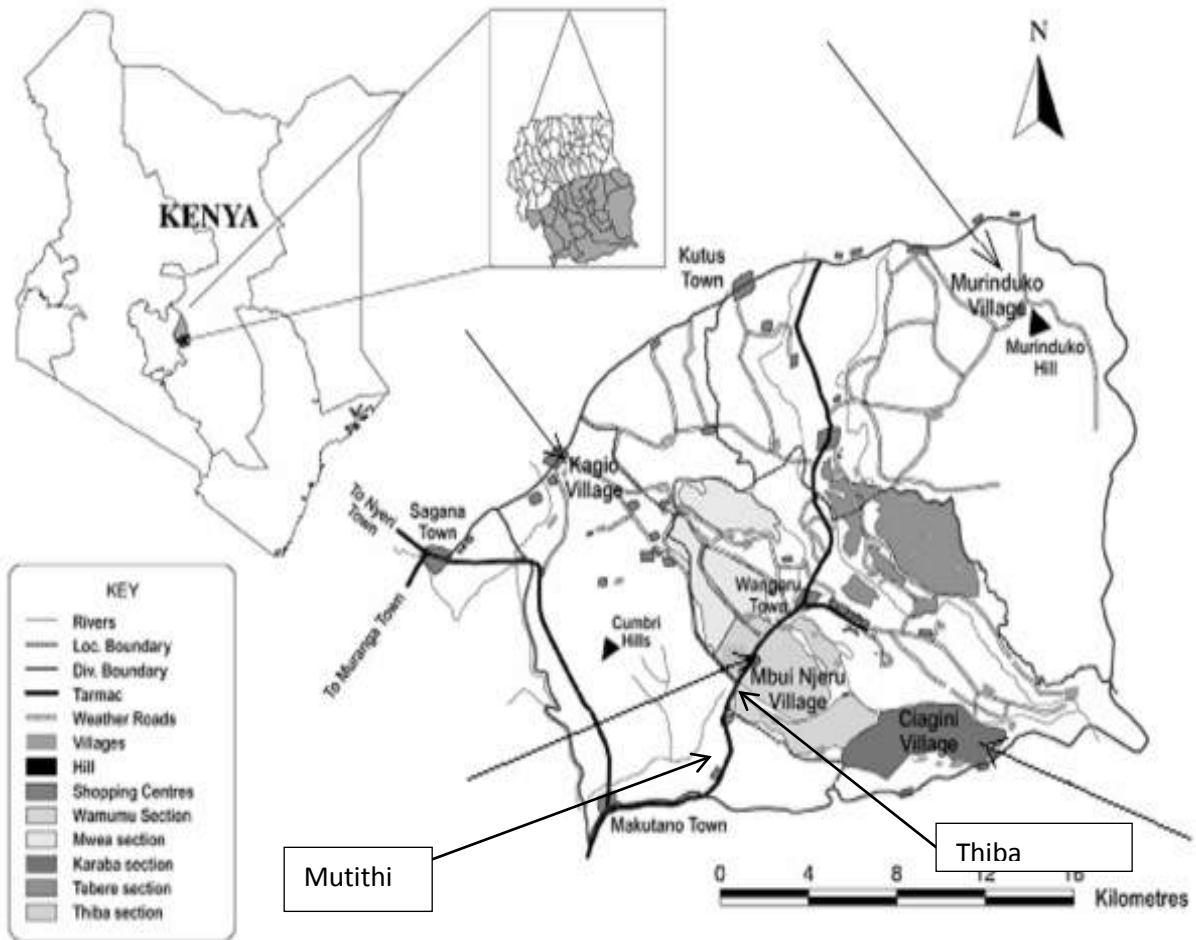 KENYA
N
Kutus
Town
Murinduko
Village
Murinduko
Hill
Kagio
Village
To Nyeri
Town
Sagana
Town
To Muranga Town
Cumbri
Hills
Wanguru
Town
Mbui Njeru
Village
Ciagini
Village
Makutano Town
Mutithi
Thiba
KEY
Rivers
Loc. Boundary
Div. Boundary
Tarmac
Weather Roads
Villages
Hill
Shopping Centres
Wamumu Section
Mwea section
Karaba section
Tebere section
Thiba section
0 4 8 12 16
Kilometres